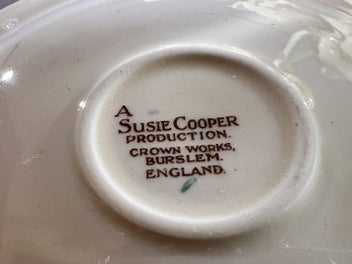 A
SUSIE COOPER
PRODUCTION.
CROWN WORKS,
BURSLEM.
ENGLAND.